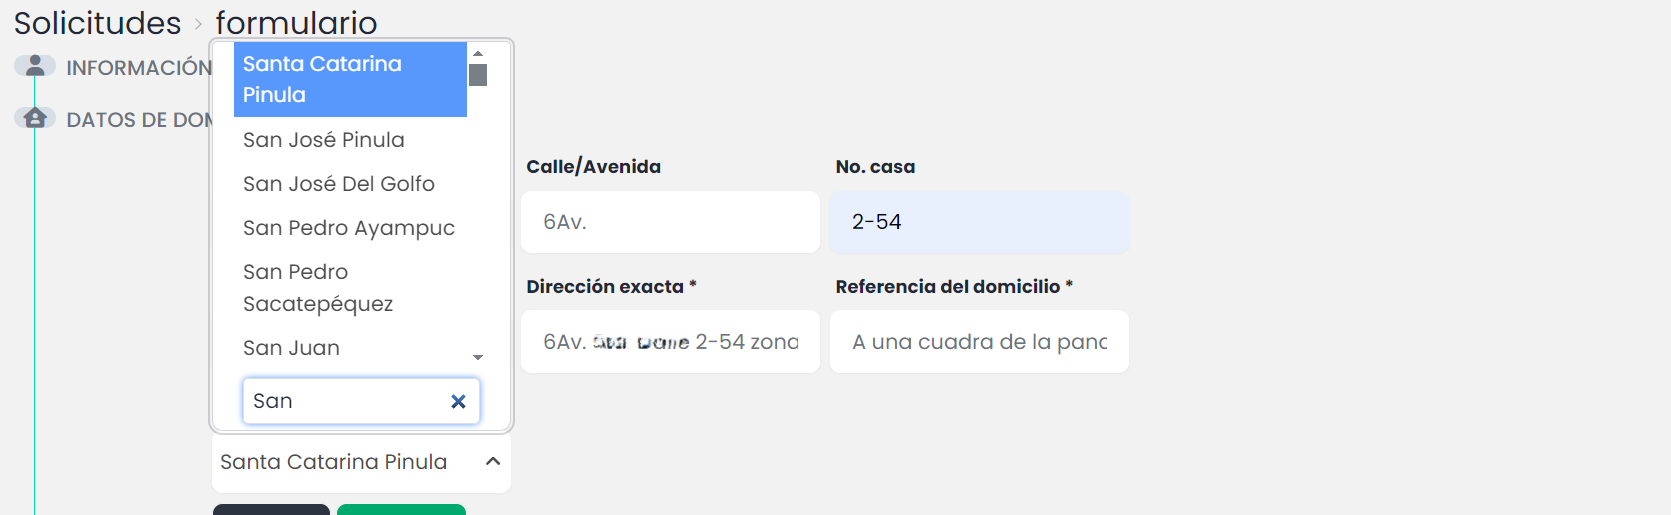 Solicitudes > formulario
INFORMACIÓN
DATOS DE DOM
Santa Catarina
Pinula
San José Pinula
San José Del Golfo
San Pedro Ayampuc
San Pedro
Sacatepéquez
San Juan
San
Santa Catarina Pinula
Calle/Avenida
No. casa
6Av.
2-54
Dirección exacta *
Referencia del domicilio *
6Av. 2-54 zona
A una cuadra de la pana